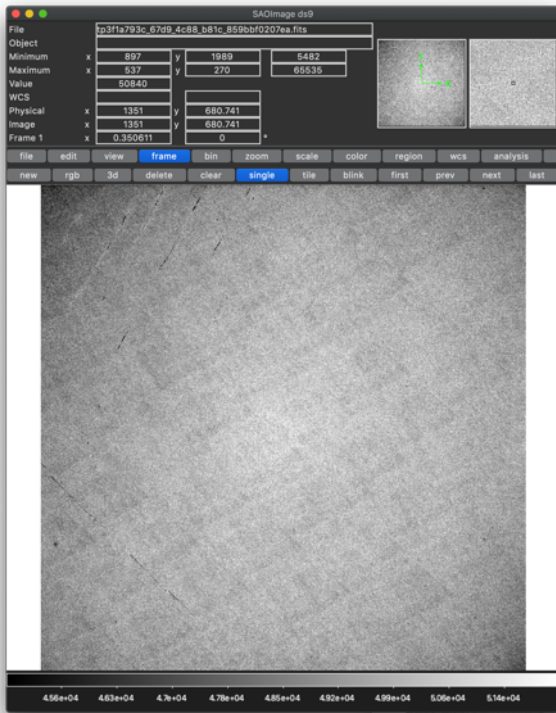 SAOImage ds9
File tp3f1a793c_67d9_4c88_b81c_859bbf0207ea.fits
Object
Minimum x 897 y 1989 5482
Maximum x 537 y 270 65535
Value 50840
WCS
Physical x 1351 y 680.741
Image x 1351 y 680.741
Frame 1 x 0.350611 0 °
file edit view frame bin zoom scale color region wcs analysis
new rgb 3d delete clear single tile blink first prev next last
4.56e+04 4.63e+04 4.7e+04 4.78e+04 4.85e+04 4.92e+04 4.99e+04 5.06e+04 5.14e+04